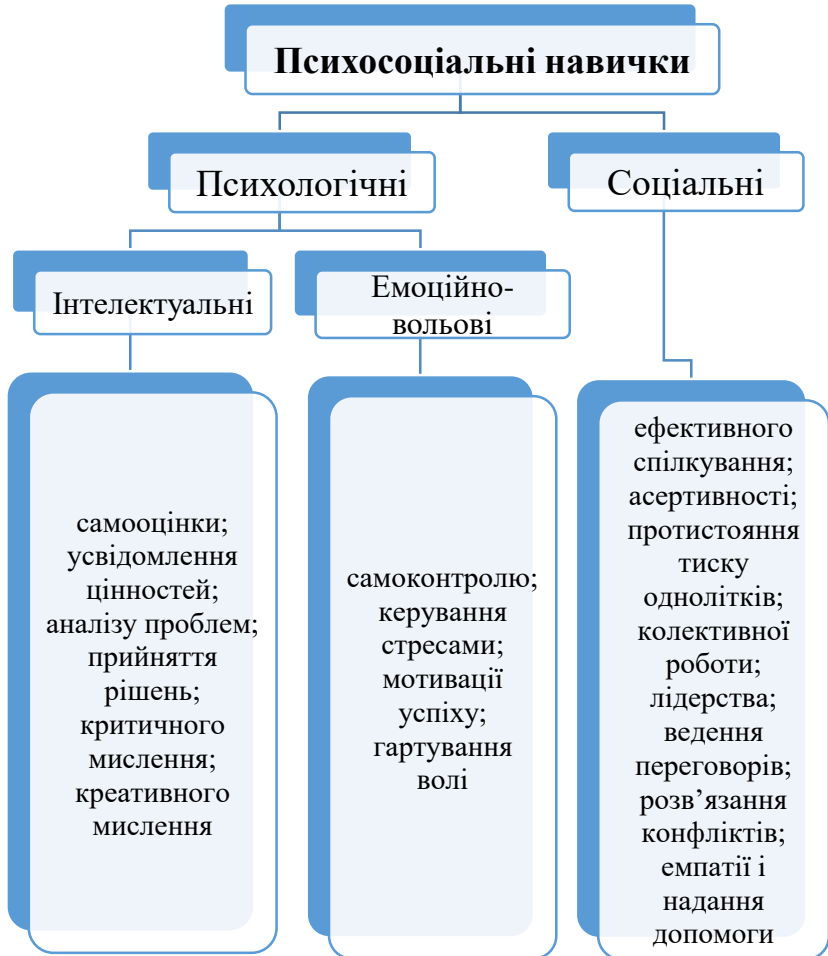 Психосоціальні навички
Психологічні
Соціальні
Інтелектуальні
Емоційно-
вольові
самооцінки;
усвідомлення
цінностей;
аналізу проблем;
прийняття
рішень;
критичного
мислення;
креативного
мислення
самоконтролю;
керування
стресами;
мотивації
успіху;
гартування
волі
ефективного
спілкування;
асертивності;
протистояння
тиску
однолітків;
колективної
роботи;
лідерства;
ведення
переговорів;
розв’язання
конфліктів;
емпатії і
надання
допомоги